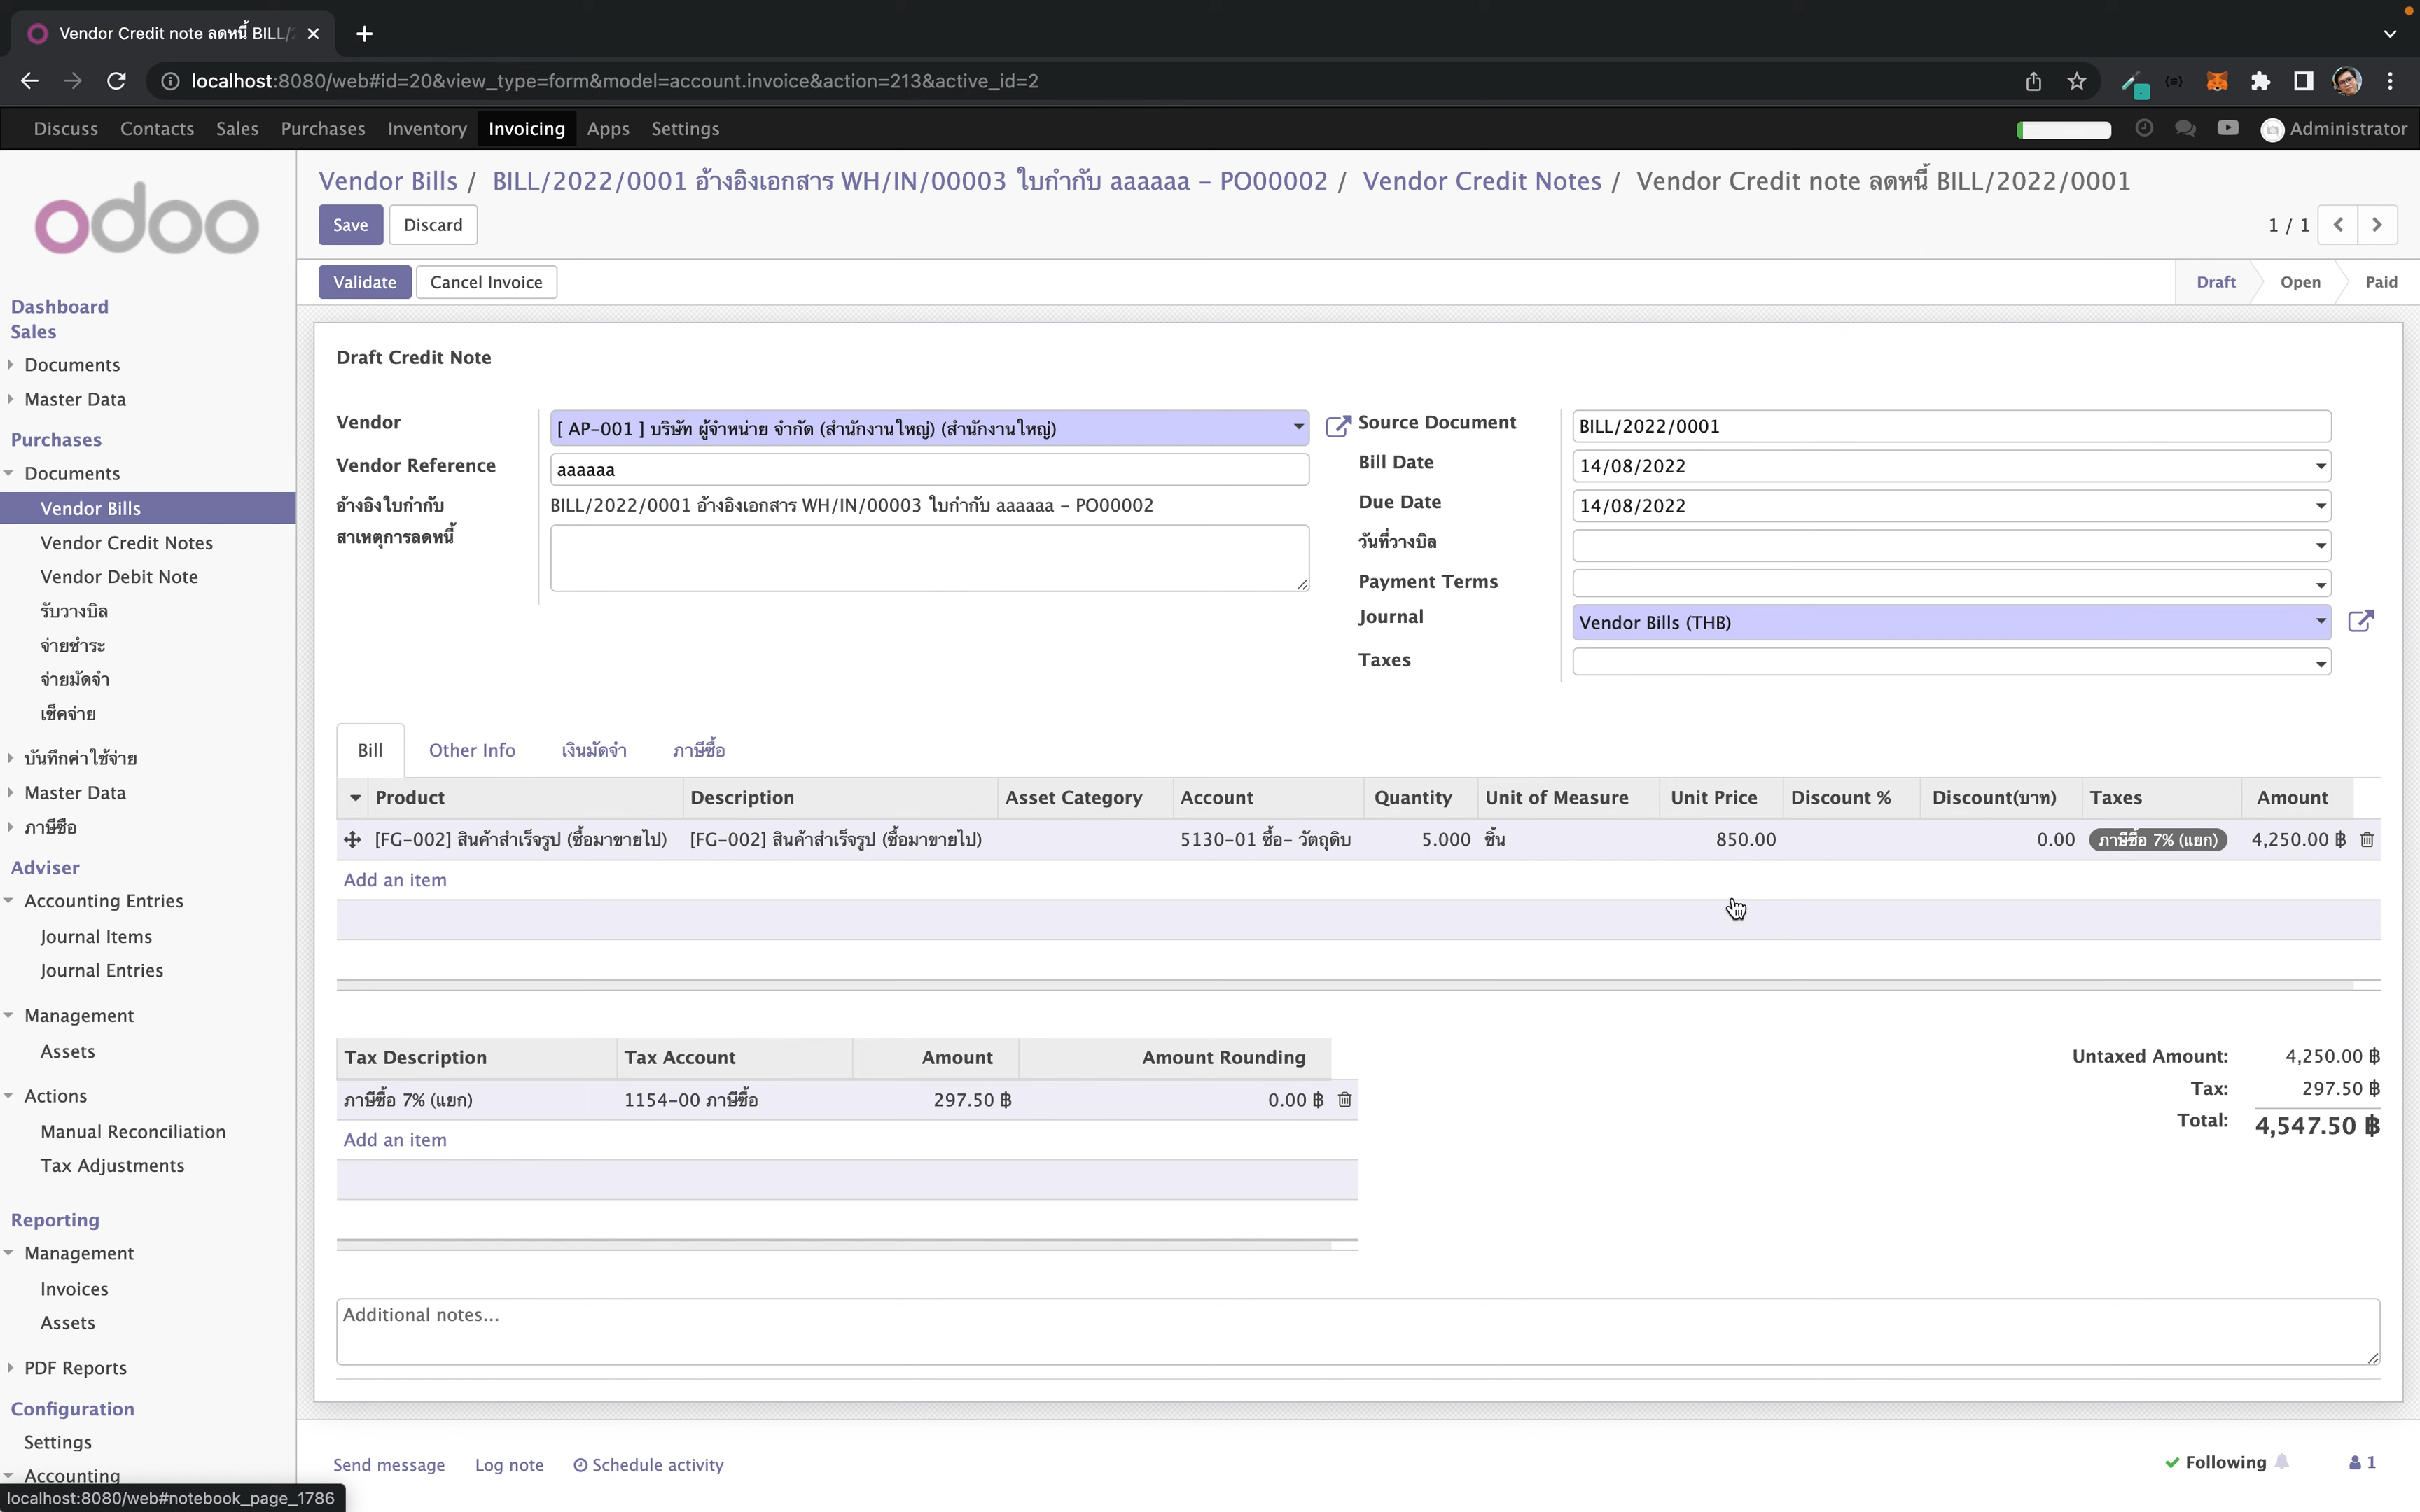 Vendor Credit note ลดหนี้ BILL/2
localhost:8080/web#id=20&view_type=form&model=account.invoice&action=213&active_id=2
Discuss Contacts Sales Purchases Inventory Invoicing Apps Settings Administrator
odoo
Vendor Bills / BILL/2022/0001 อ้างอิงเอกสาร WH/IN/00003 ใบกำกับ aaaaaa – PO00002 / Vendor Credit Notes / Vendor Credit note ลดหนี้ BILL/2022/0001
Save Discard 1 / 1
Validate Cancel Invoice Draft Open Paid
Dashboard
Sales
Documents
Master Data
Purchases
Documents
Vendor Bills
Vendor Credit Notes
Vendor Debit Note
รับวางบิล
จ่ายชำระ
จ่ายมัดจำ
เช็คจ่าย
บันทึกค่าใช้จ่าย
Master Data
ภาษีซื้อ
Adviser
Accounting Entries
Journal Items
Journal Entries
Management
Assets
Actions
Manual Reconciliation
Tax Adjustments
Reporting
Management
Invoices
Assets
PDF Reports
Configuration
Settings
Accounting
Draft Credit Note
Vendor [ AP-001 ] บริษัท ผู้จำหน่าย จำกัด (สำนักงานใหญ่) (สำนักงานใหญ่)
Vendor Reference aaaaaa
อ้างอิงใบกำกับ BILL/2022/0001 อ้างอิงเอกสาร WH/IN/00003 ใบกำกับ aaaaaa – PO00002
สาเหตุการลดหนี้
Source Document BILL/2022/0001
Bill Date 14/08/2022
Due Date 14/08/2022
วันที่วางบิล
Payment Terms
Journal Vendor Bills (THB)
Taxes
Bill Other Info เงินมัดจำ ภาษีซื้อ
Product Description Asset Category Account Quantity Unit of Measure Unit Price Discount % Discount(บาท) Taxes Amount
[FG-002] สินค้าสำเร็จรูป (ซื้อมาขายไป) [FG-002] สินค้าสำเร็จรูป (ซื้อมาขายไป) 5130-01 ซื้อ- วัตถุดิบ 5.000 ชิ้น 850.00 0.00 ภาษีซื้อ 7% (แยก) 4,250.00 ฿
Add an item
Tax Description Tax Account Amount Amount Rounding
ภาษีซื้อ 7% (แยก) 1154-00 ภาษีซื้อ 297.50 ฿ 0.00 ฿
Add an item
Untaxed Amount: 4,250.00 ฿
Tax: 297.50 ฿
Total: 4,547.50 ฿
Additional notes...
Send message Log note Schedule activity Following 1
localhost:8080/web#notebook_page_1786